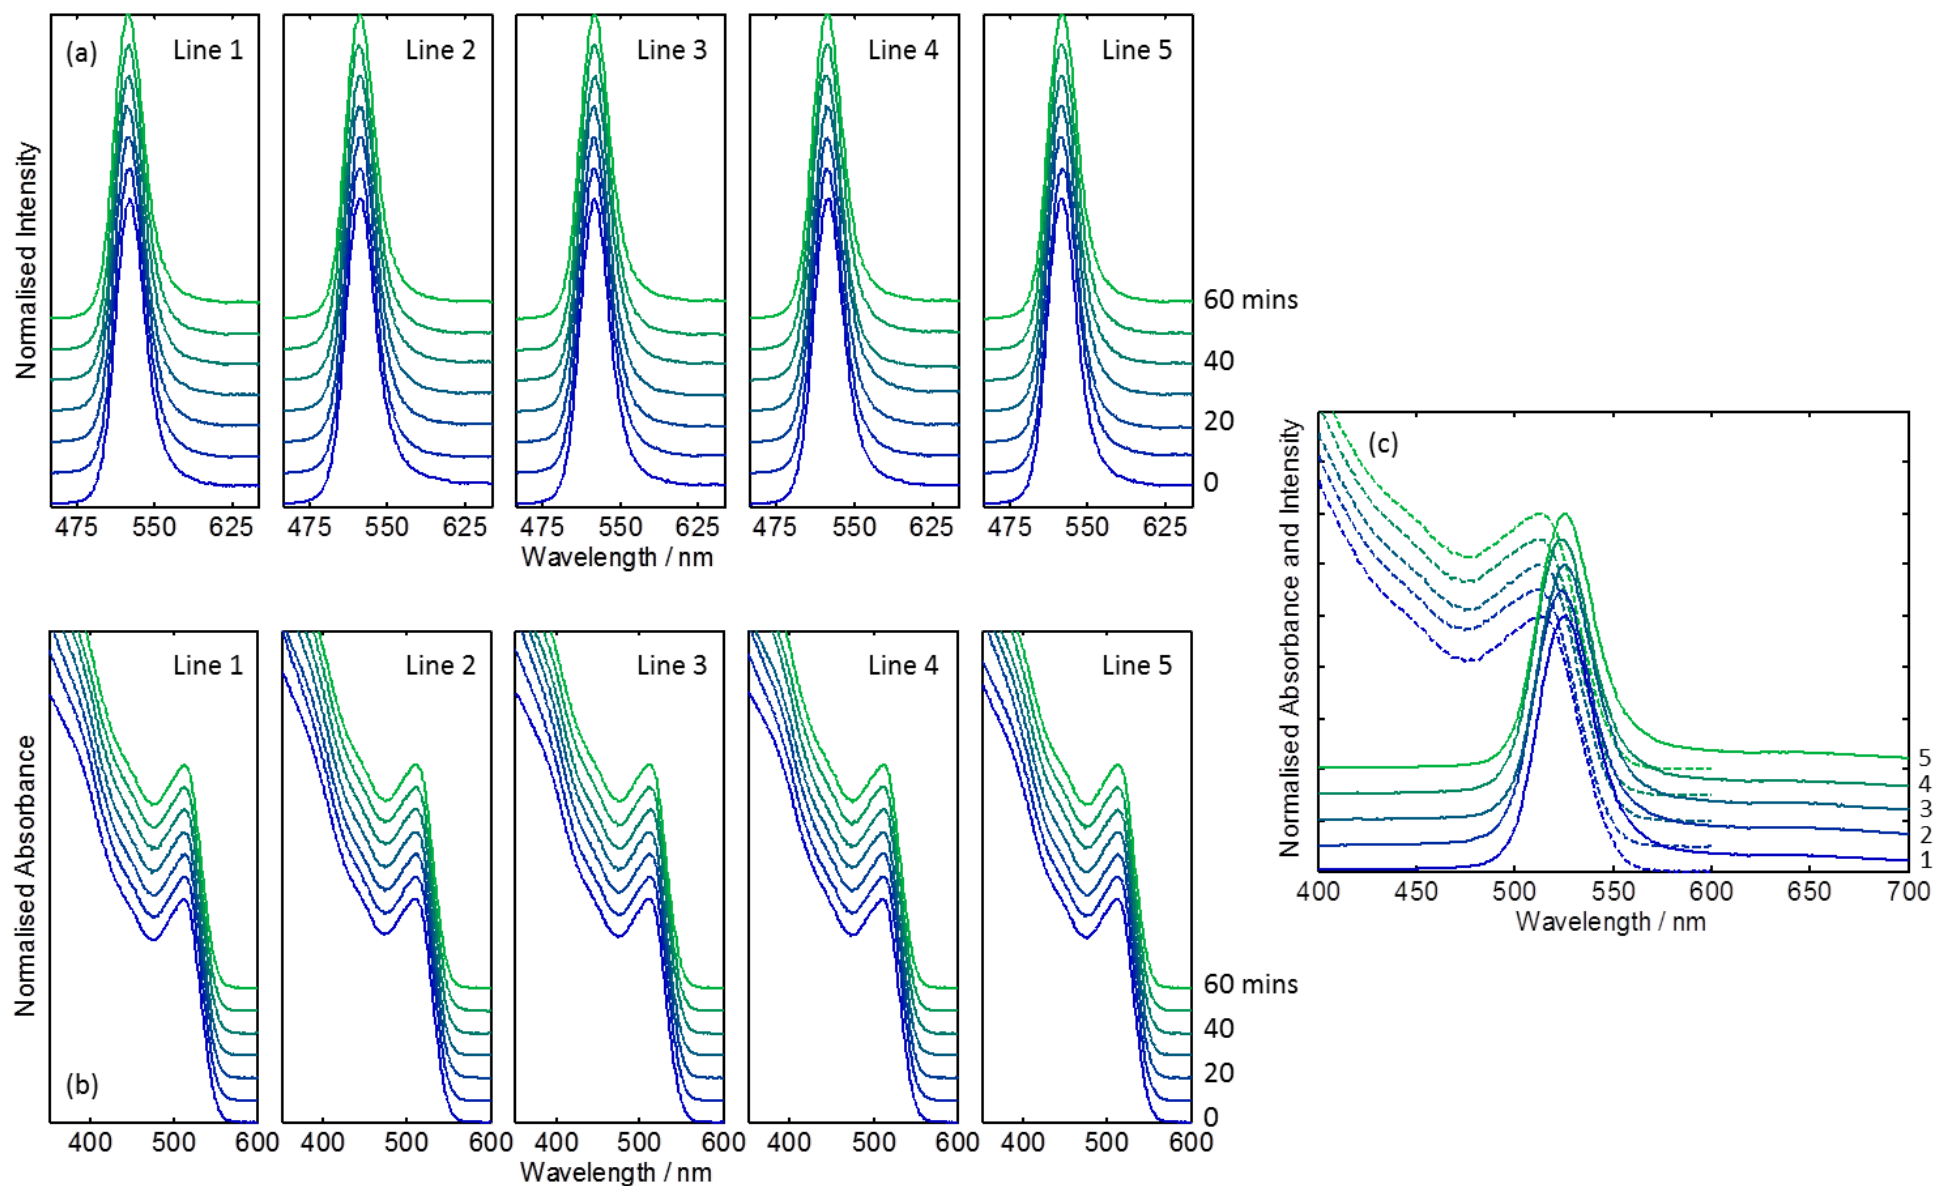 (a)
Line 1
Line 2
Line 3
Line 4
Line 5
Normalised Intensity
60 mins
40
20
0
475 550 625
475 550 625
475 550 625
475 550 625
475 550 625
Wavelength / nm
Line 1
Line 2
Line 3
Line 4
Line 5
Normalised Absorbance
(b)
60 mins
40
20
0
400 500 600
400 500 600
400 500 600
400 500 600
400 500 600
Wavelength / nm
(c)
Normalised Absorbance and Intensity
5
4
3
2
1
400 450 500 550 600 650 700
Wavelength / nm